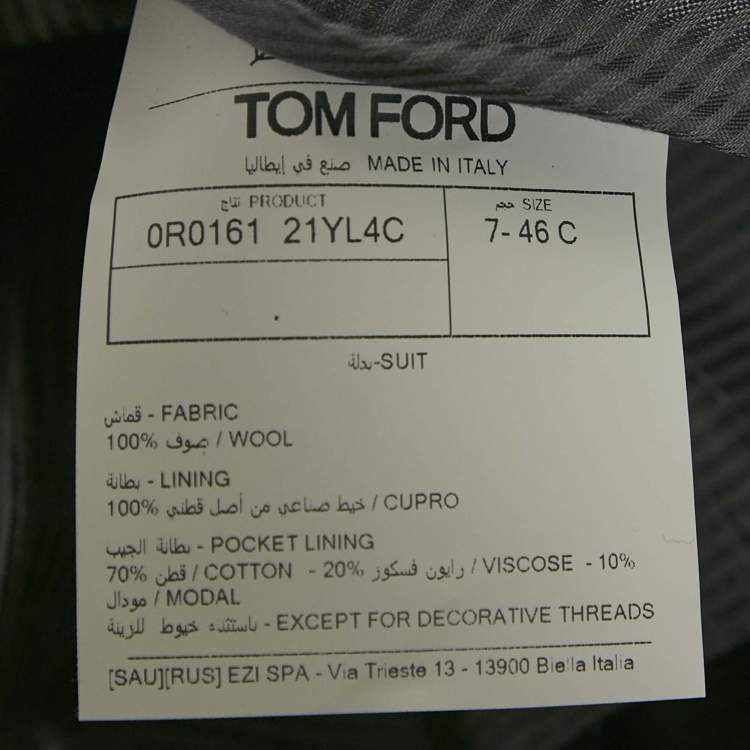 TOM FORD
صنع في إيطاليا MADE IN ITALY
نتاج PRODUCT
0R0161 21YL4C
حجم SIZE
7- 46 C
بدلة-SUIT
قماش - FABRIC
100% صوف / WOOL
بطانة - LINING
100% خيط صناعي من أصل قطني / CUPRO
بطانة الجيب - POCKET LINING
70% قطن / COTTON - 20% رايون فسكوز / VISCOSE - 10%
مودال / MODAL
باستثناء خيوط للزينة - EXCEPT FOR DECORATIVE THREADS
[SAU][RUS] EZI SPA - Via Trieste 13 - 13900 Biella Italia